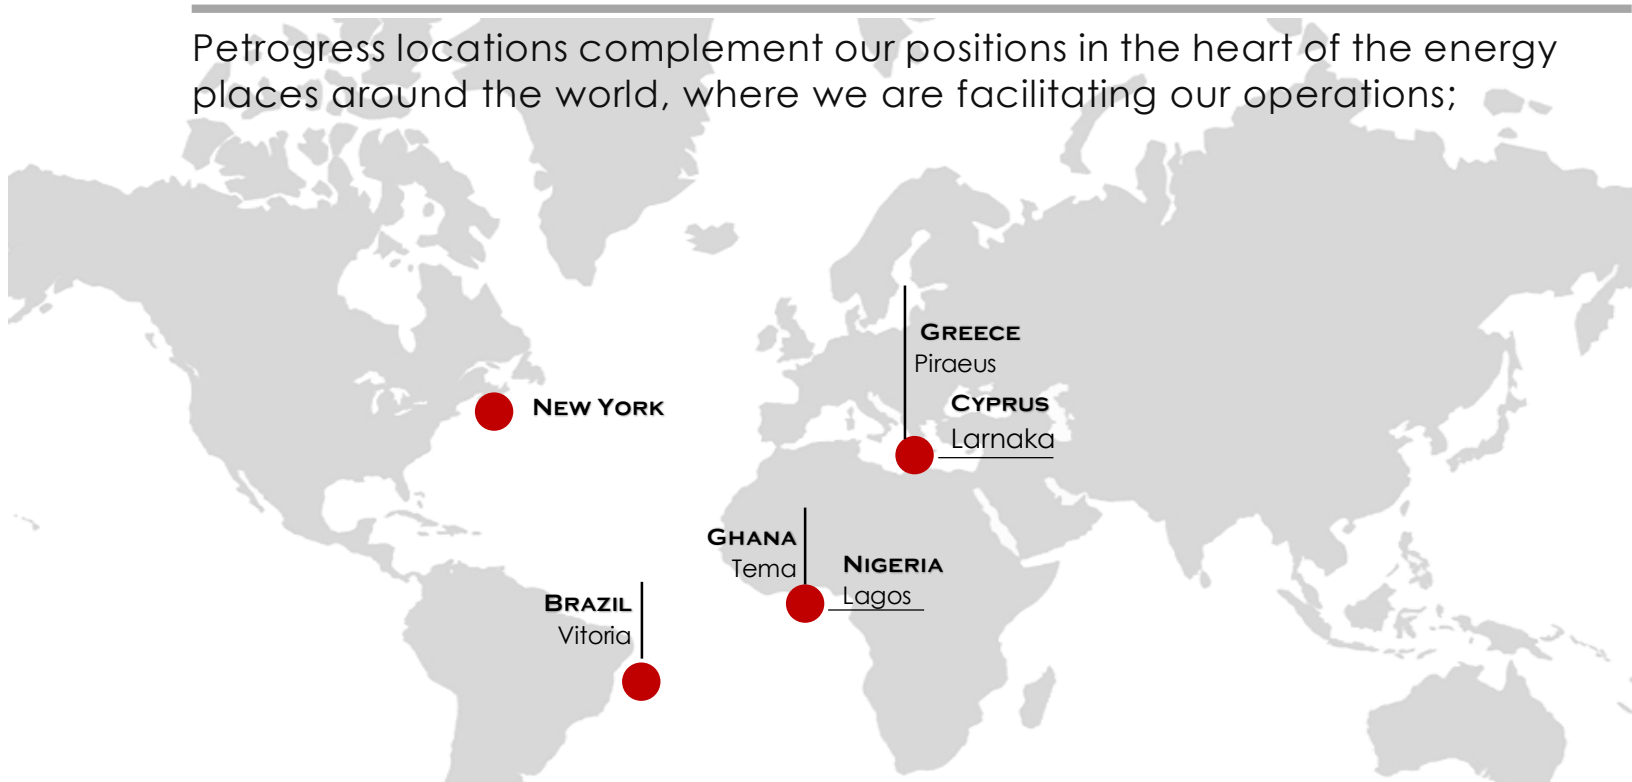 Petrogress locations complement our positions in the heart of the energy
places around the world, where we are facilitating our operations;
GREECE
Piraeus
CYPRUS
Larnaka
NEW YORK
GHANA
Tema
NIGERIA
Lagos
BRAZIL
Vitoria